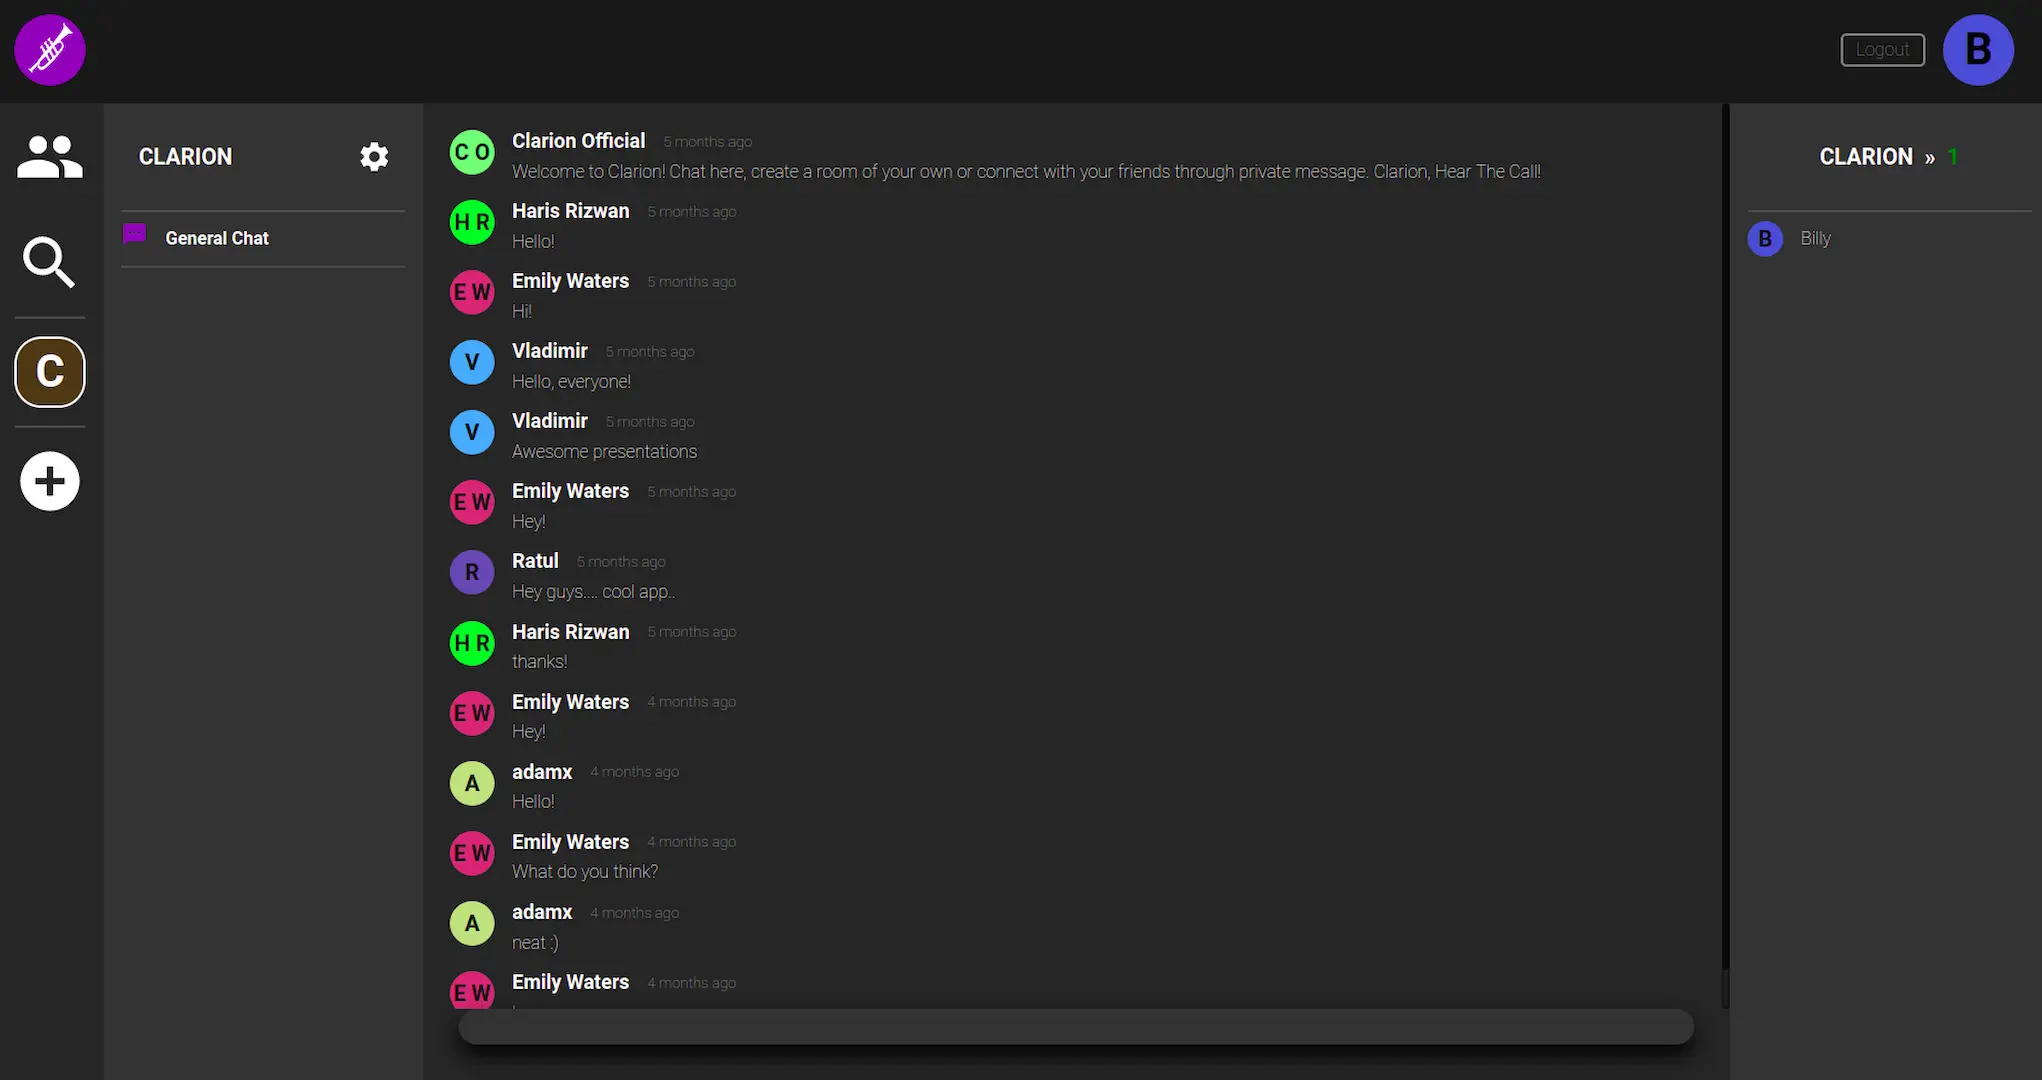 Logout
B
CLARION
General Chat
C
C O
Clarion Official 5 months ago
Welcome to Clarion! Chat here, create a room of your own or connect with your friends through private message. Clarion, Hear The Call!
H R
Haris Rizwan 5 months ago
Hello!
E W
Emily Waters 5 months ago
Hi!
V
Vladimir 5 months ago
Hello, everyone!
V
Vladimir 5 months ago
Awesome presentations
E W
Emily Waters 5 months ago
Hey!
R
Ratul 5 months ago
Hey guys.... cool app..
H R
Haris Rizwan 5 months ago
thanks!
E W
Emily Waters 4 months ago
Hey!
A
adamx 4 months ago
Hello!
E W
Emily Waters 4 months ago
What do you think?
A
adamx 4 months ago
neat :)
E W
Emily Waters 4 months ago
CLARION » 1
B
Billy